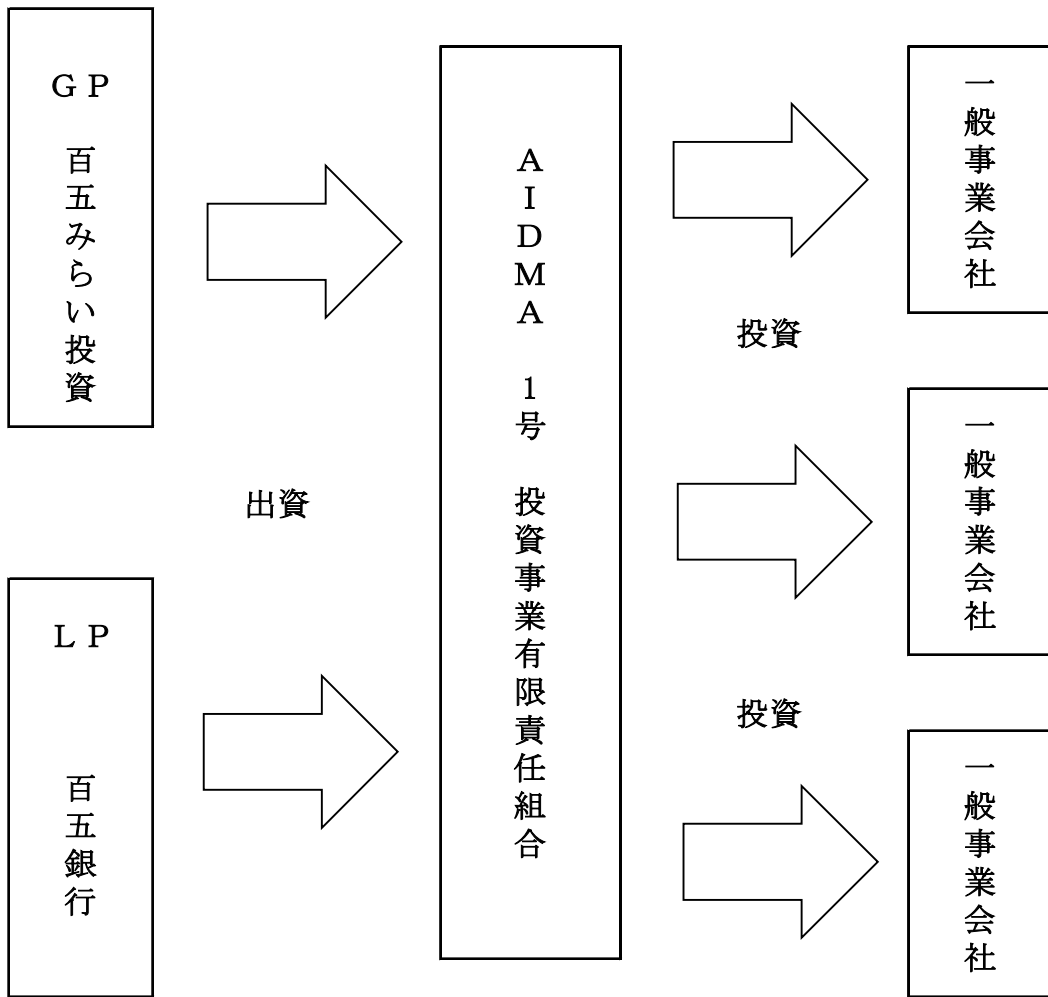 GP 百五みらい投資
LP 百五銀行
出資
AIDMA 1号 投資事業有限責任組合
投資
投資
一般事業会社
一般事業会社
一般事業会社